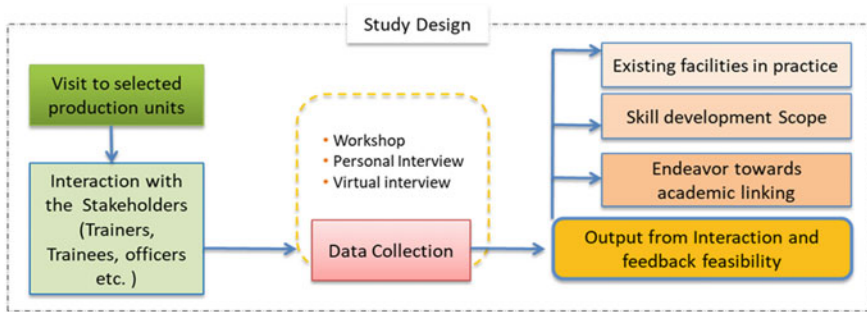 Study Design
Visit to selected
production units
Interaction with
the Stakeholders
(Trainers,
Trainees, officers
etc. )
• Workshop
• Personal Interview
• Virtual interview
Data Collection
Existing facilities in practice
Skill development Scope
Endeavor towards
academic linking
Output from Interaction and
feedback feasibility